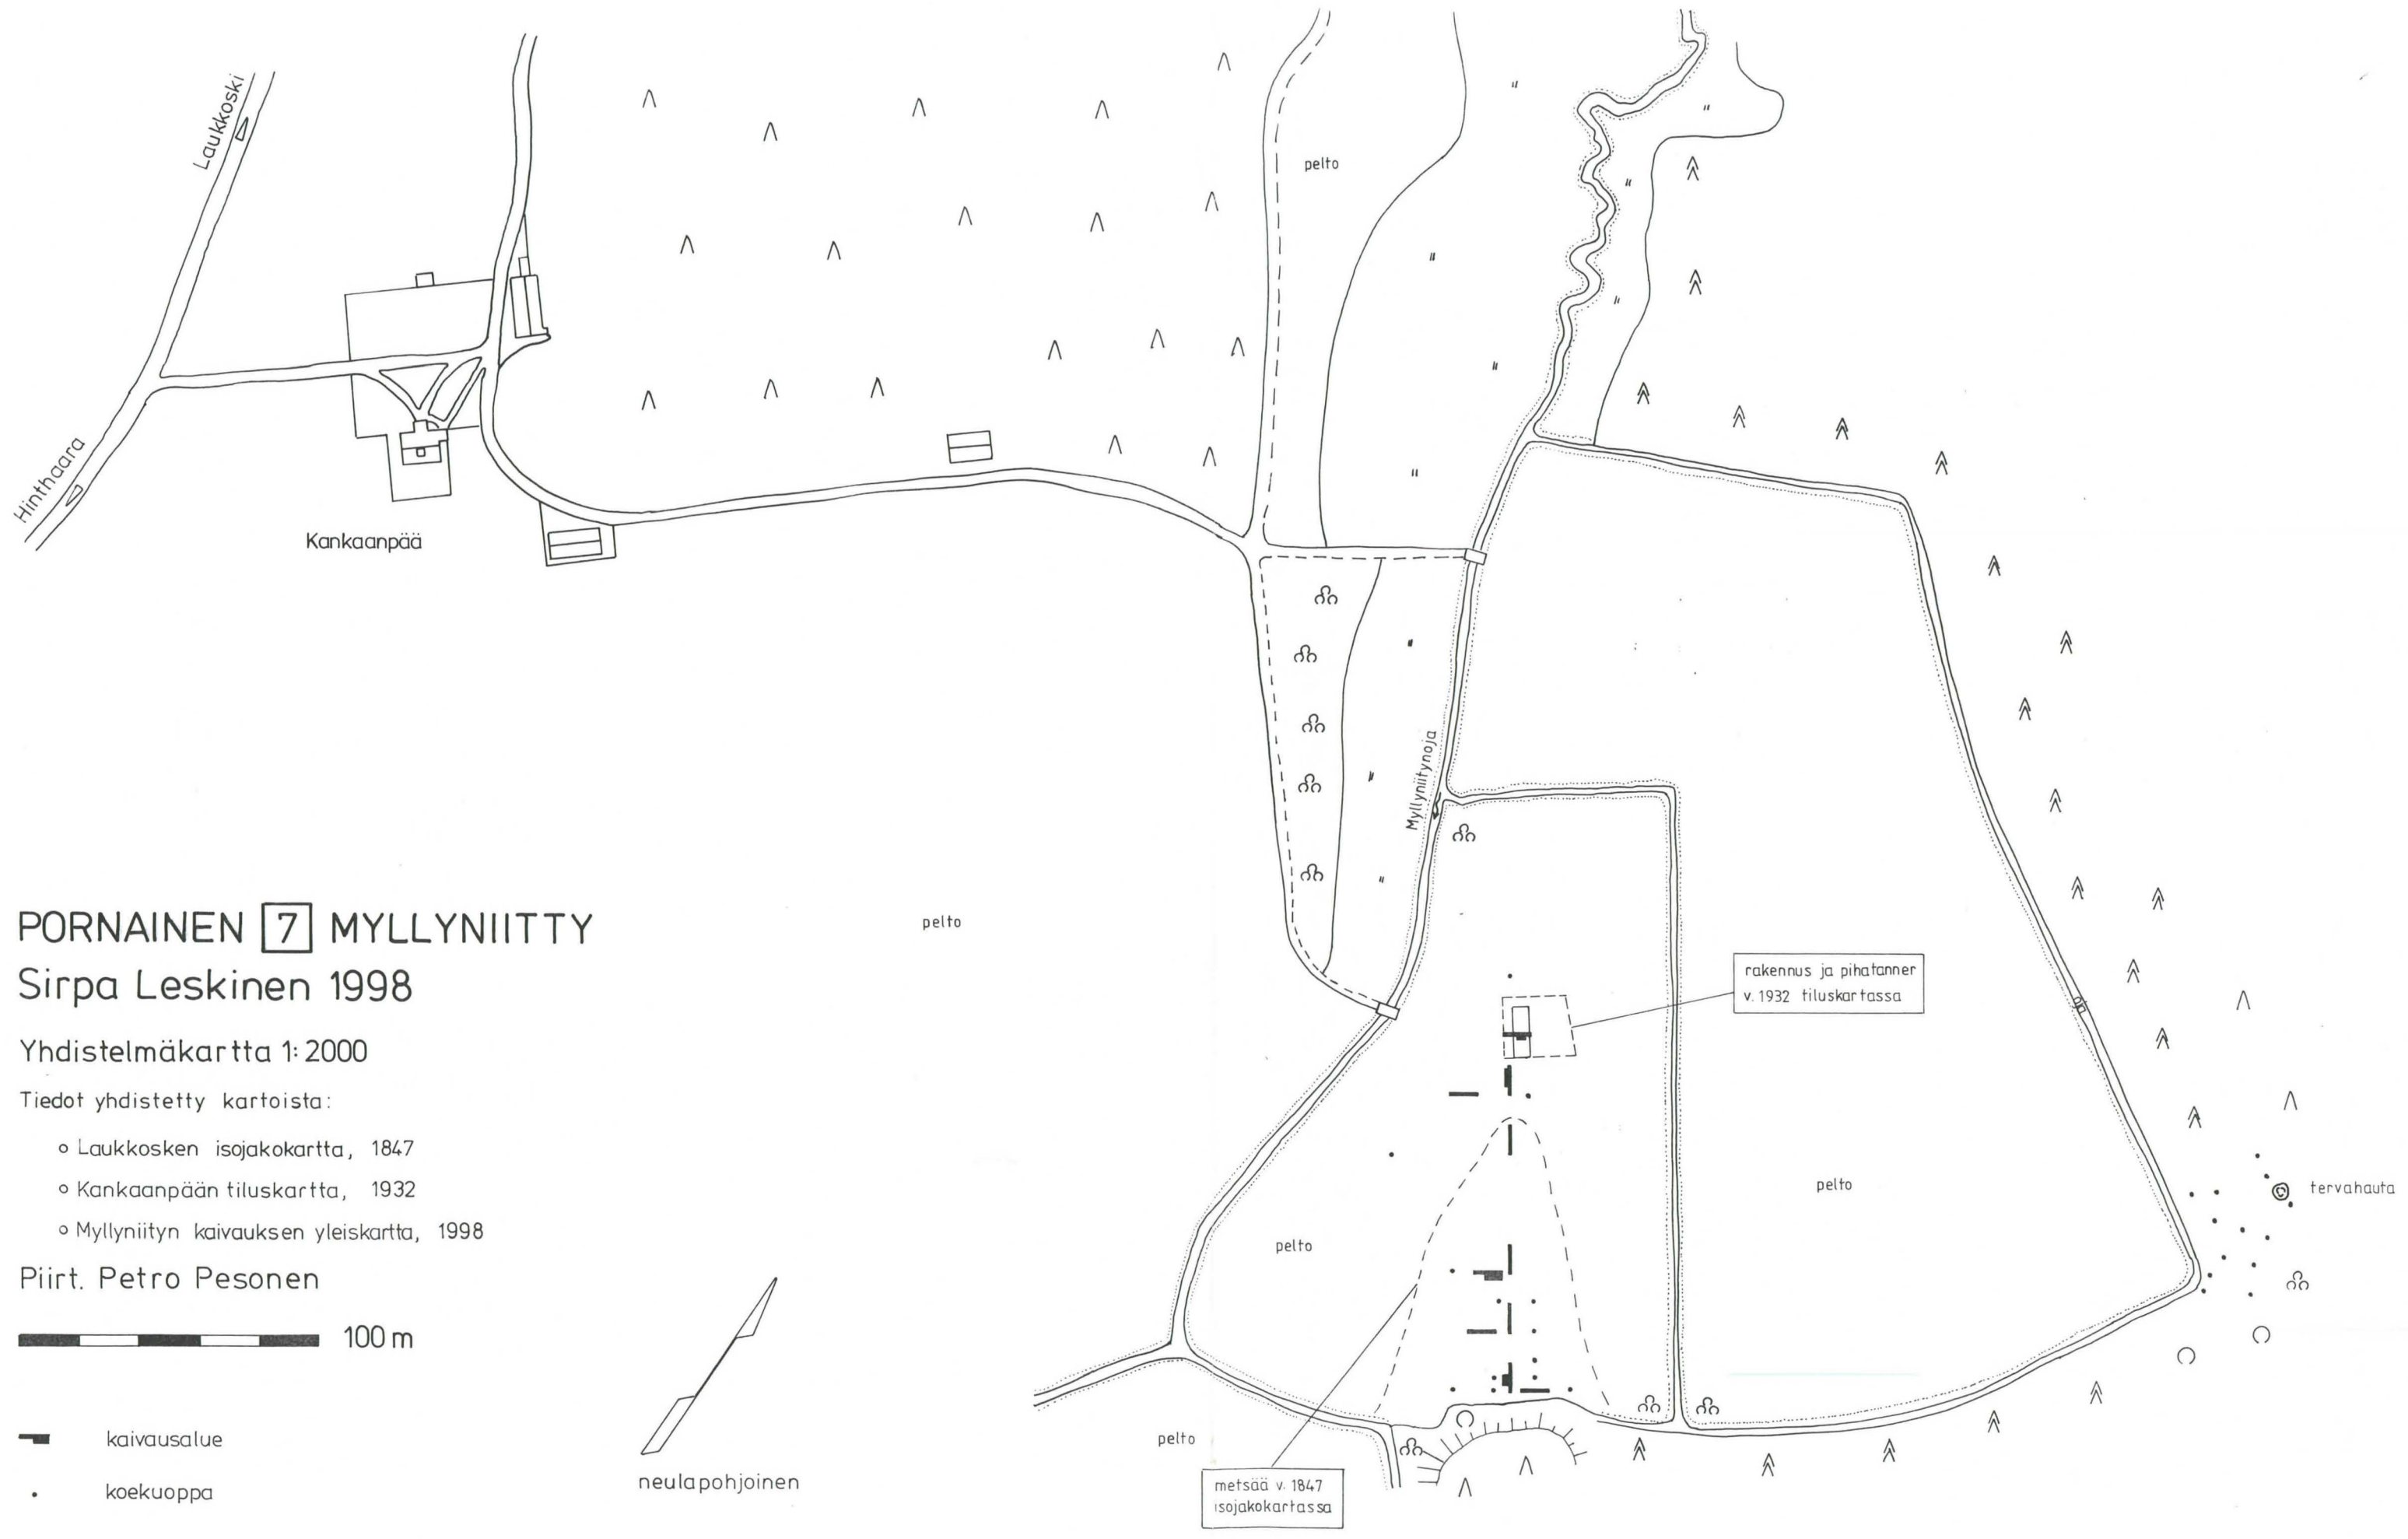 Laukkoski
Hinthaara
Kankaanpää
pelto
Myllyniitynoja
pelto
PORNAINEN 7 MYLLYNIITTY
Sirpa Leskinen 1998
Yhdistelmäkartta 1:2000
Tiedot yhdistetty kartoista:
o Laukkosken isojakokartta, 1847
o Kankaanpään tiluskartta, 1932
o Myllyniityn kaivauksen yleiskartta, 1998
Piirt. Petro Pesonen
100 m
kaivausalue
koekuoppa
neulapohjoinen
rakennus ja pihatanner
v. 1932 tiluskartassa
pelto
tervahauta
pelto
pelto
metsää v. 1847
isojakokartassa